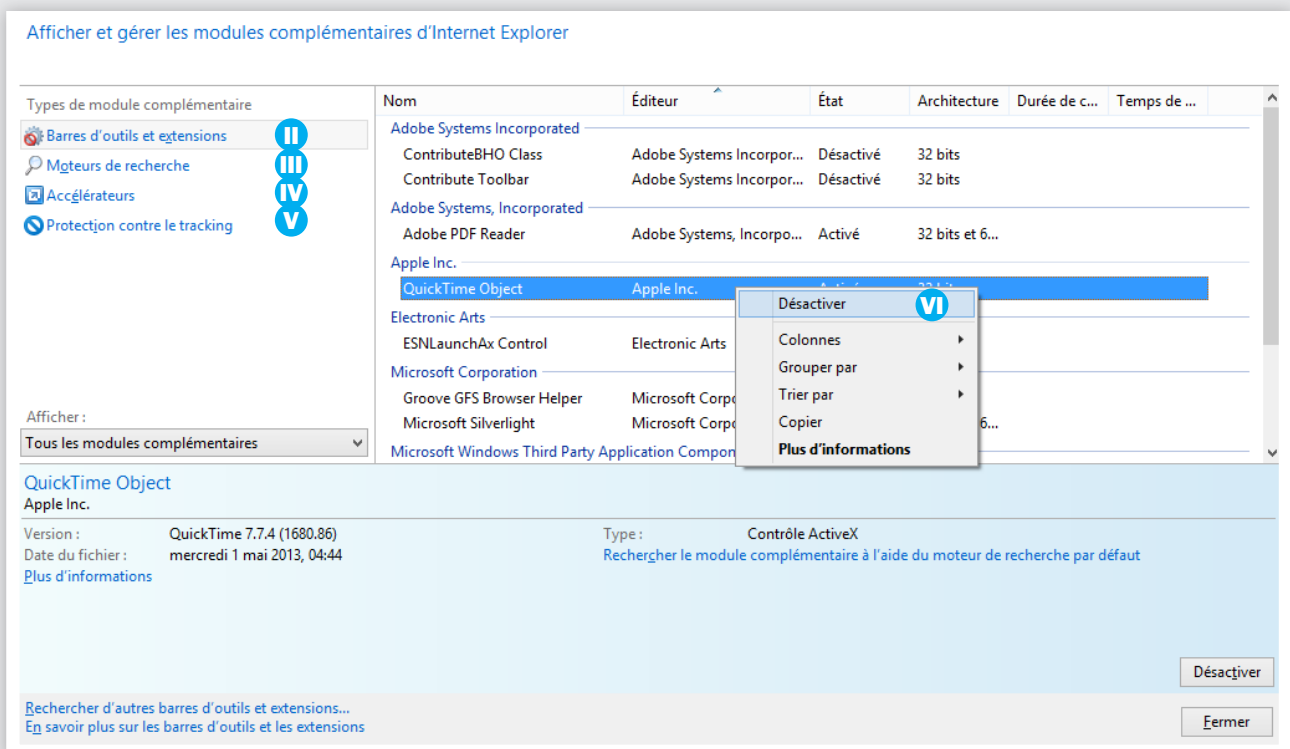 Afficher et gérer les modules complémentaires d'Internet Explorer
Types de module complémentaire
Barres d'outils et extensions II
Moteurs de recherche III
Accélérateurs IV
Protection contre le tracking V
Afficher :
Tous les modules complémentaires
Nom Éditeur État Architecture Durée de c... Temps de ...
Adobe Systems Incorporated
ContributeBHO Class Adobe Systems Incorpor... Désactivé 32 bits
Contribute Toolbar Adobe Systems Incorpor... Désactivé 32 bits
Adobe Systems, Incorporated
Adobe PDF Reader Adobe Systems, Incorpo... Activé 32 bits et 6...
Apple Inc.
QuickTime Object Apple Inc.
Electronic Arts
ESNLaunchAx Control Electronic Arts
Microsoft Corporation
Groove GFS Browser Helper Microsoft Corpo
Microsoft Silverlight Microsoft Corpo 6...
Microsoft Windows Third Party Application Compon
Désactiver VI
Colonnes
Grouper par
Trier par
Copier
Plus d'informations
QuickTime Object
Apple Inc.
Version : QuickTime 7.7.4 (1680.86)
Type : Contrôle ActiveX
Date du fichier : mercredi 1 mai 2013, 04:44
Rechercher le module complémentaire à l'aide du moteur de recherche par défaut
Plus d'informations
Désactiver
Rechercher d'autres barres d'outils et extensions...
En savoir plus sur les barres d'outils et les extensions
Fermer